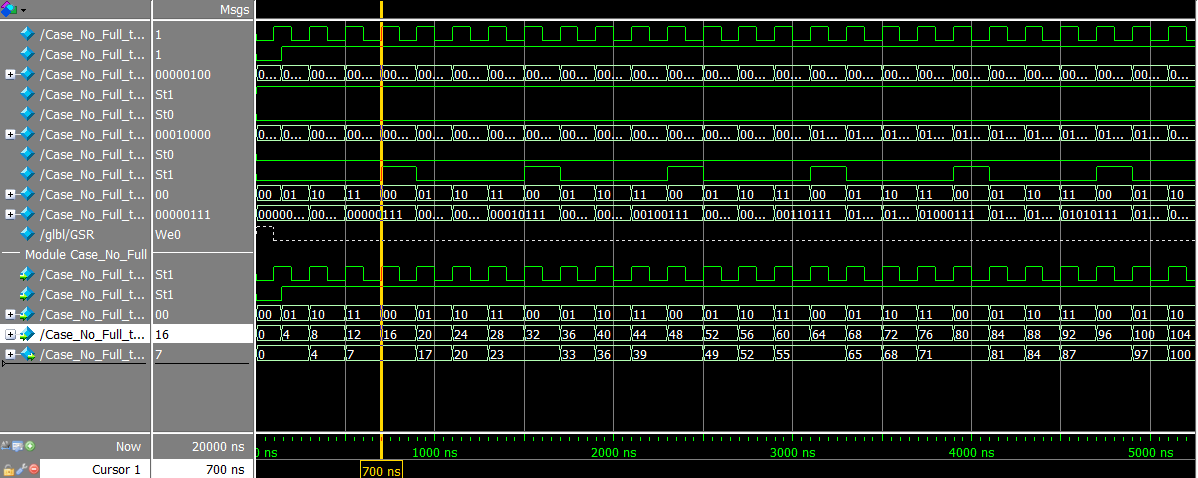 Msgs
/Case_No_Full_t... 1
/Case_No_Full_t... 1
/Case_No_Full_t... 00000100 0... 0... 00... 00... 00... 00... 00... 00... 00... 00... 00... 00... 00... 00... 00... 00... 00... 00... 00... 00... 00... 00... 00... 00... 00... 0...
/Case_No_Full_t... St1
/Case_No_Full_t... St0
/Case_No_Full_t... 00010000 0... 0... 00... 00... 00... 00... 00... 00... 00... 00... 00... 00... 00... 00... 00... 00... 01... 01... 01... 01... 01... 01... 01... 01... 01... 0...
/Case_No_Full_t... St0
/Case_No_Full_t... St1
/Case_No_Full_t... 00 00 01 10 11 00 01 10 11 00 01 10 11 00 01 10 11 00 01 10 11 00 01 10 11 00 01 10
/Case_No_Full_t... 00000111 00000... 00... 00000111 00... 00... 00010111 00... 00... 00100111 00... 00... 00110111 01... 01... 01000111 01... 01... 01010111 01... 0...
/glbl/GSR We0
Module Case_No_Full
/Case_No_Full_t... St1
/Case_No_Full_t... St1
/Case_No_Full_t... 00 00 01 10 11 00 01 10 11 00 01 10 11 00 01 10 11 00 01 10 11 00 01 10 11 00 01 10
/Case_No_Full_t... 16 0 4 8 12 16 20 24 28 32 36 40 44 48 52 56 60 64 68 72 76 80 84 88 92 96 100 104
/Case_No_Full_t... 7 0 4 7 17 20 23 33 36 39 49 52 55 65 68 71 81 84 87 97 100
Now 20000 ns 0 ns 1000 ns 2000 ns 3000 ns 4000 ns 5000 ns
Cursor 1 700 ns 700 ns